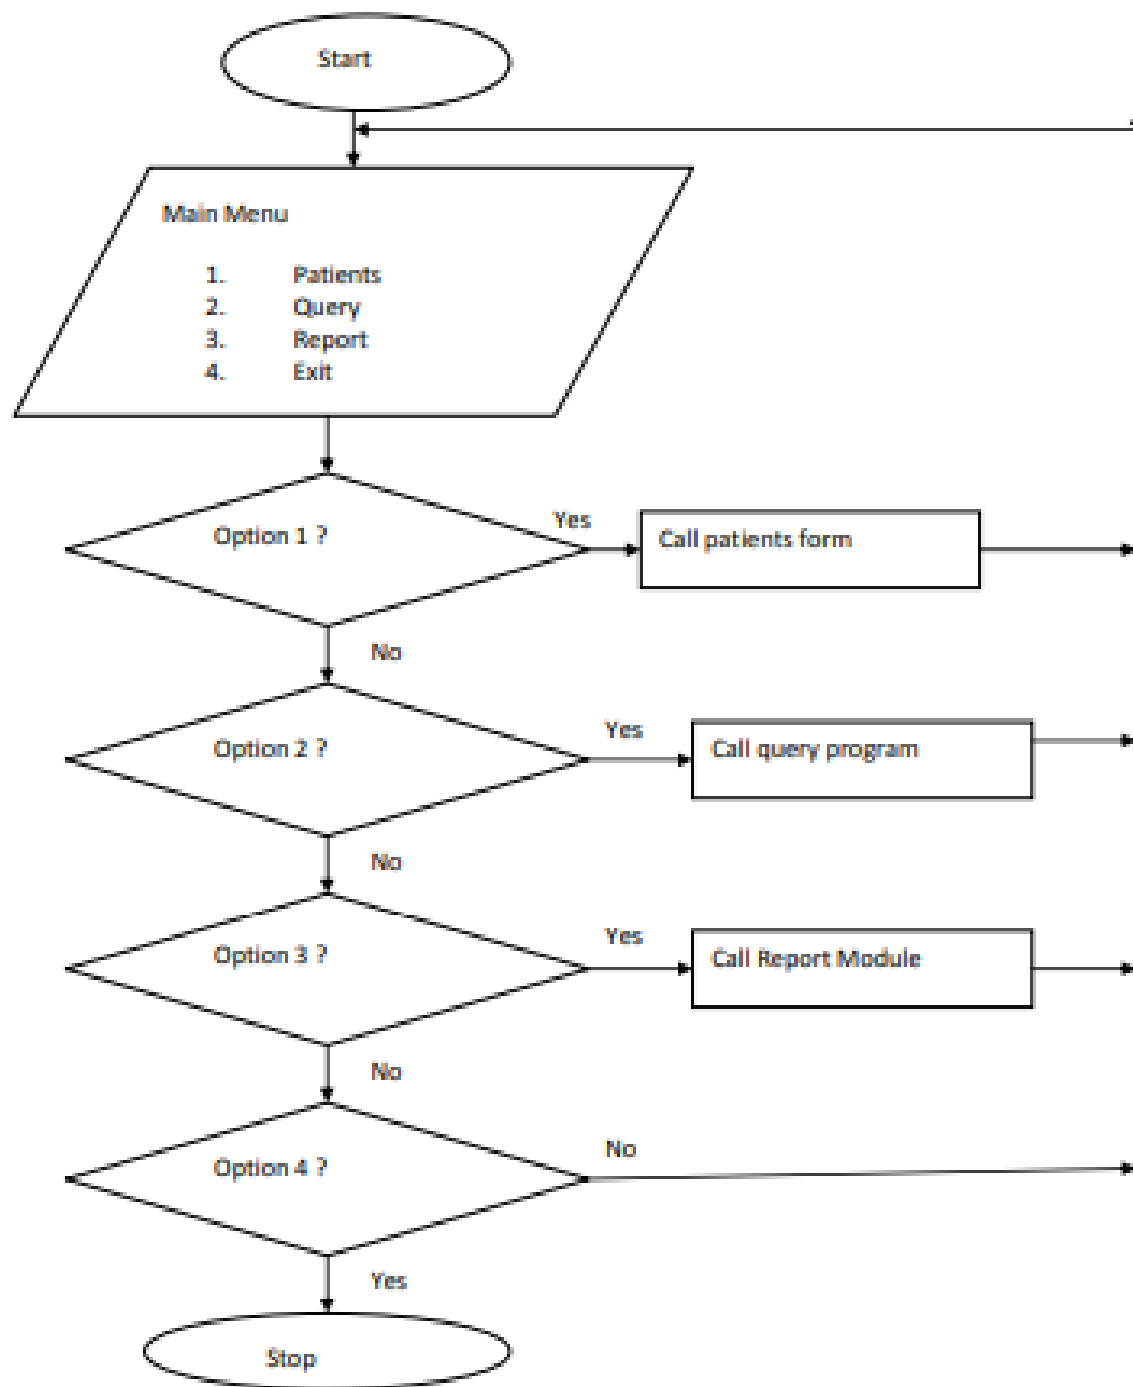 Start
Main Menu
1. Patients
2. Query
3. Report
4. Exit
Option 1 ?
Yes
Call patients form
No
Option 2 ?
Yes
Call query program
No
Option 3 ?
Yes
Call Report Module
No
Option 4 ?
No
Yes
Stop